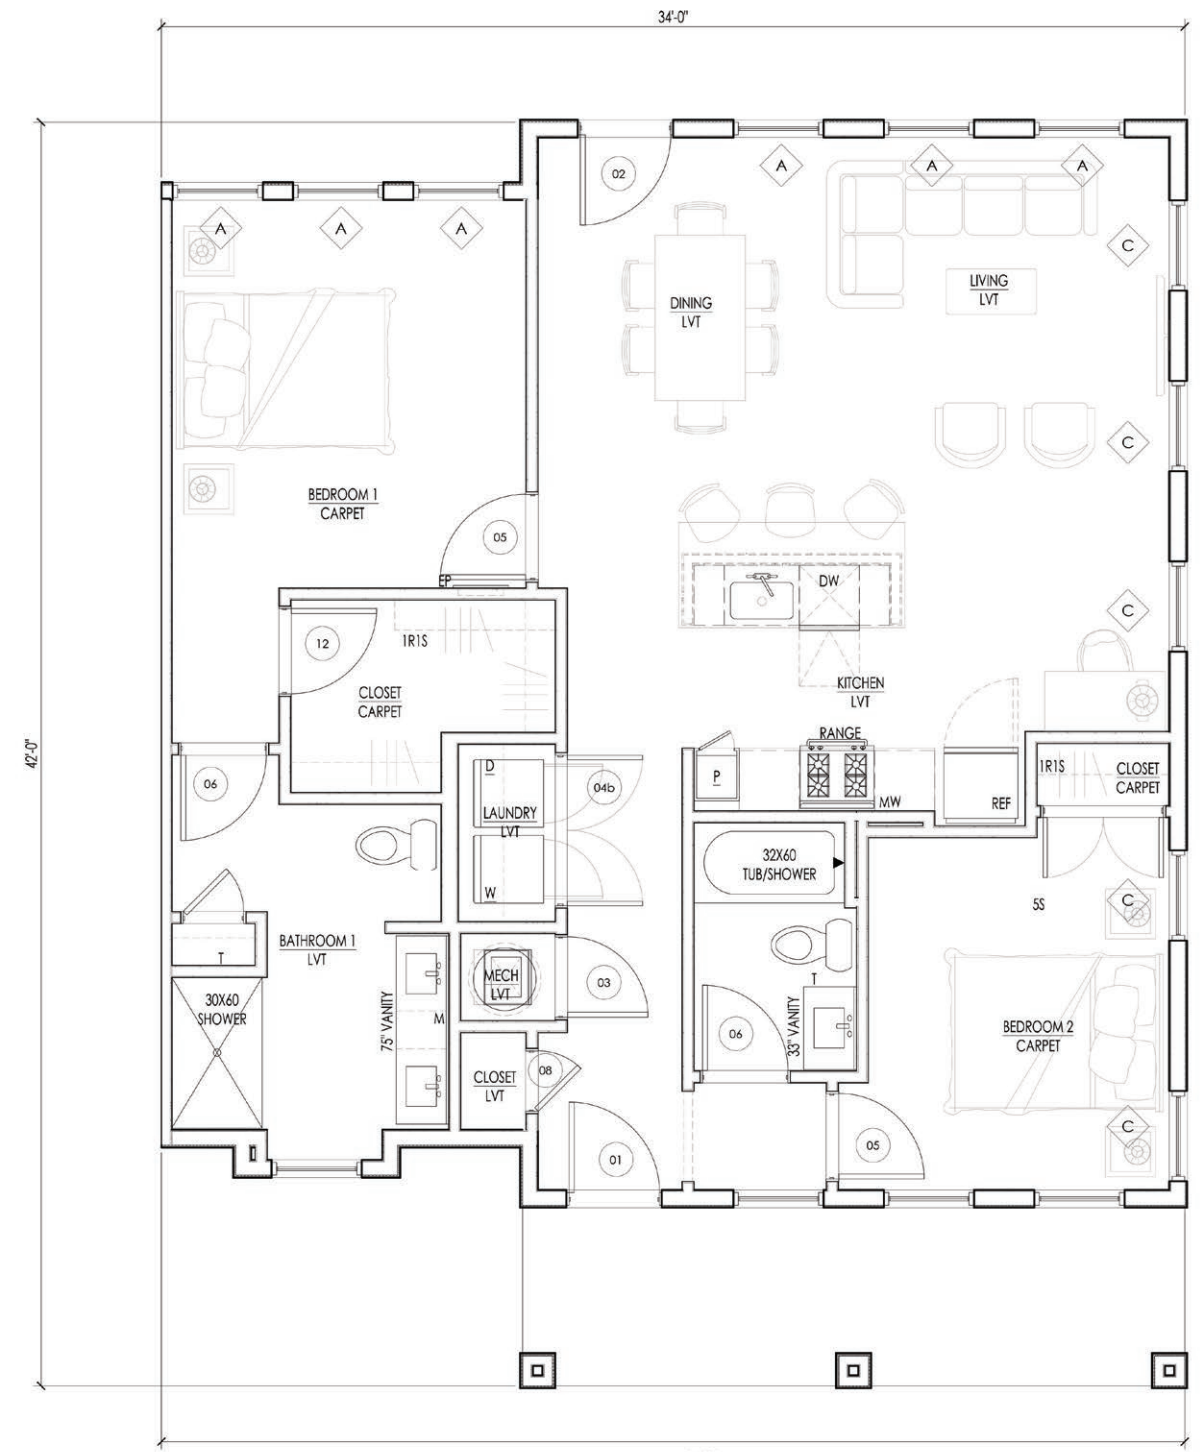 34'-0"
02
A
A
A
A
A
A
C
LIVING
LVT
DINING
LVT
C
BEDROOM 1
CARPET
05
EP
DW
C
12
1R1S
CLOSET
CARPET
KITCHEN
LVT
RANGE
42'-0"
06
D
04b
LAUNDRY
LVT
W
P
MW
REF
1R1S
CLOSET
CARPET
32X60
TUB/SHOWER
5S
C
BATHROOM 1
LVT
T
MECH
LVT
03
T
30X60
SHOWER
75" VANITY
M
33" VANITY
06
BEDROOM 2
CARPET
CLOSET
LVT
08
C
01
05